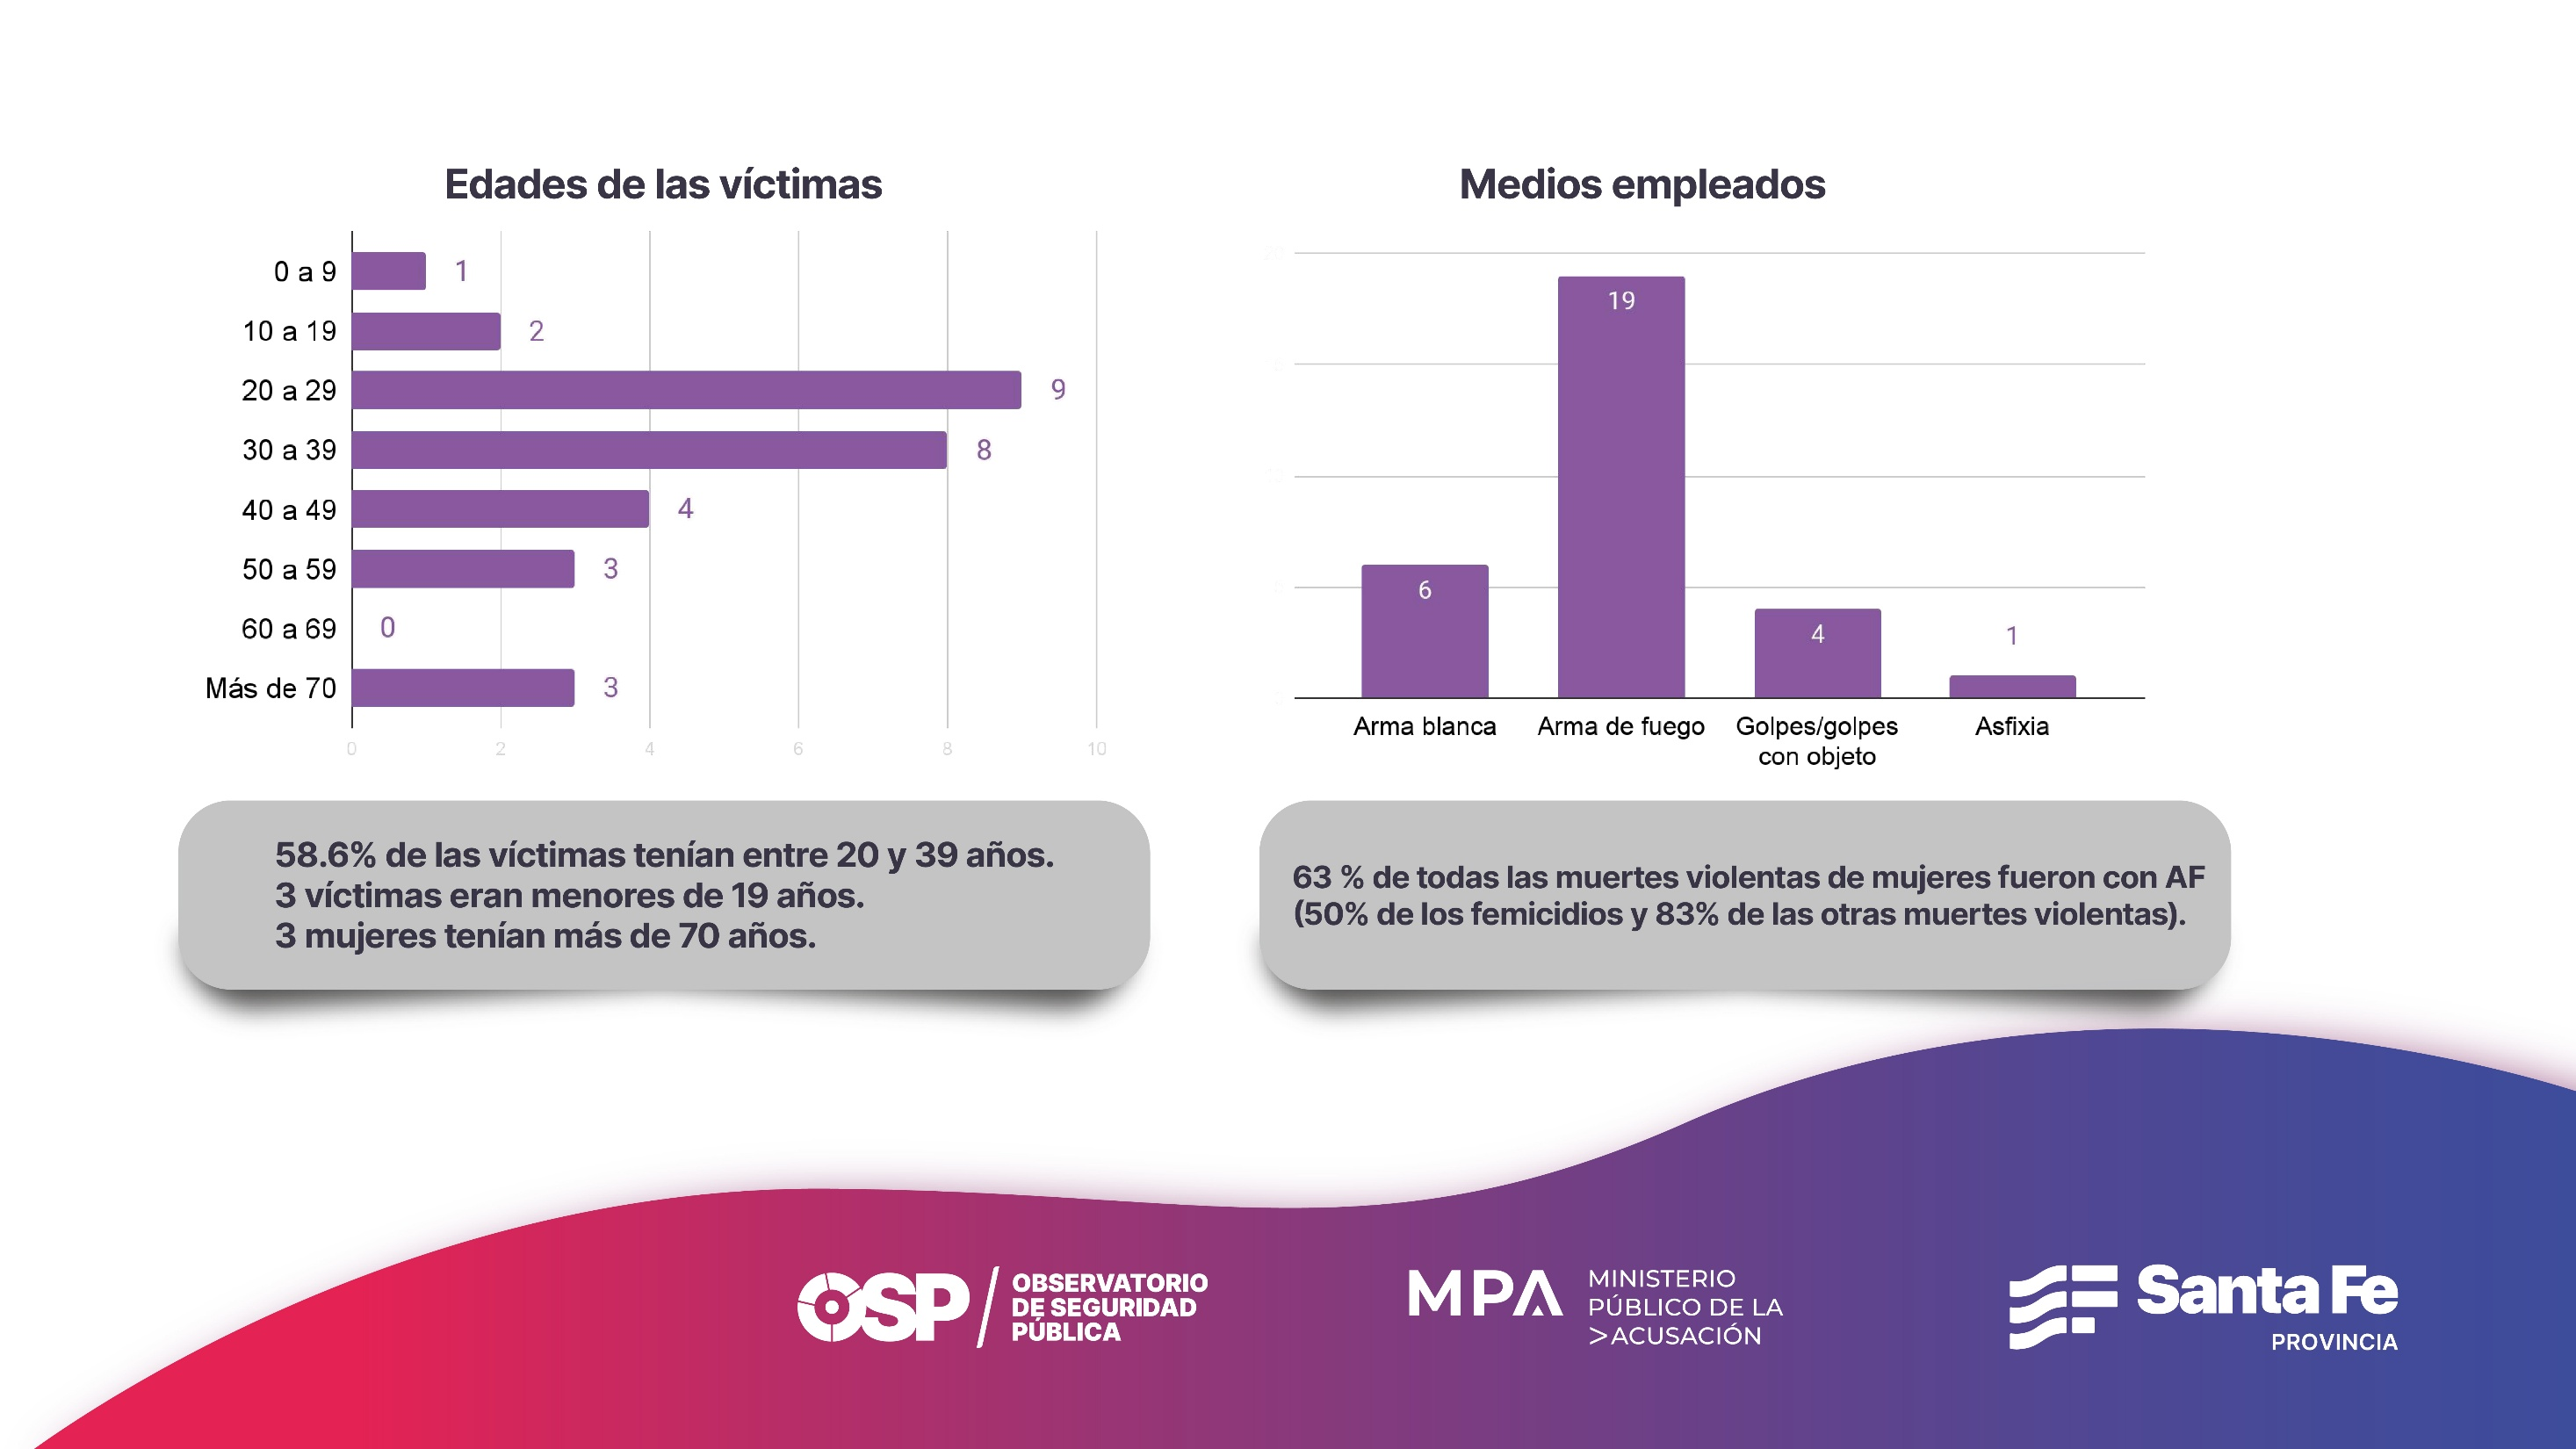 Edades de las víctimas
0 a 9
1
10 a 19
2
20 a 29
9
30 a 39
8
40 a 49
4
50 a 59
3
60 a 69
0
Más de 70
3
0 2 4 6 8 10
58.6% de las víctimas tenían entre 20 y 39 años.
3 víctimas eran menores de 19 años.
3 mujeres tenían más de 70 años.
Medios empleados
6
19
4
1
Arma blanca
Arma de fuego
Golpes/golpes
con objeto
Asfixia
63 % de todas las muertes violentas de mujeres fueron con AF
(50% de los femicidios y 83% de las otras muertes violentas).
OSP
OBSERVATORIO
DE SEGURIDAD
PÚBLICA
MPA
MINISTERIO
PÚBLICO DE LA
>ACUSACIÓN
Santa Fe
PROVINCIA